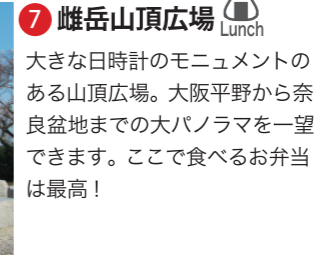 7 雌岳山頂広場 Lunch
大きな日時計のモニュメントの
ある山頂広場。大阪平野から奈
良盆地までの大パノラマを一望
できます。ここで食べるお弁当
は最高！